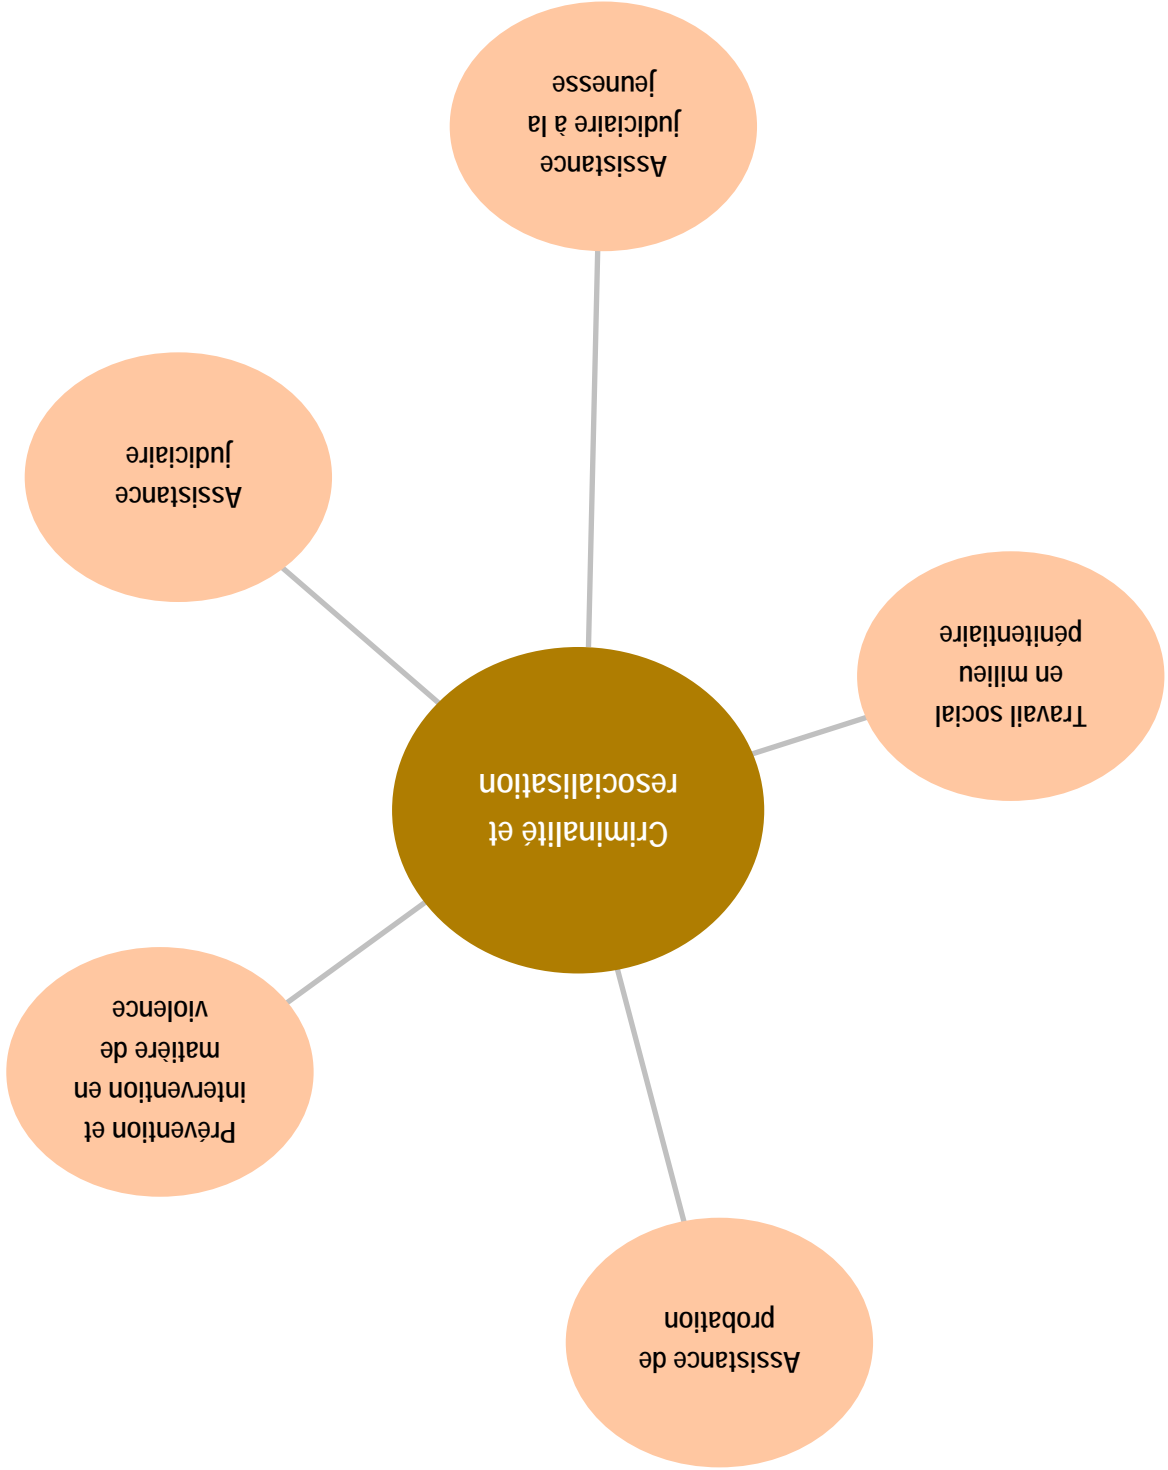 Assistance de
probation
Prévention et
intervention en
matière de
violence
Criminalité et
resocialisation
Travail social
en milieu
pénitentiaire
Assistance
judiciaire
Assistance
judiciaire à la
jeunesse